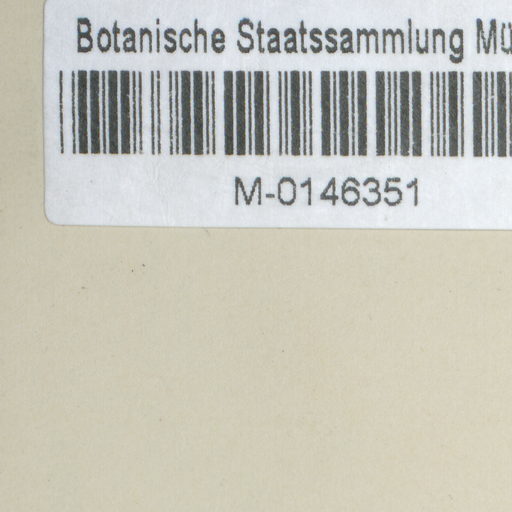 Botanische Staatssammlung Mü
M-0146351